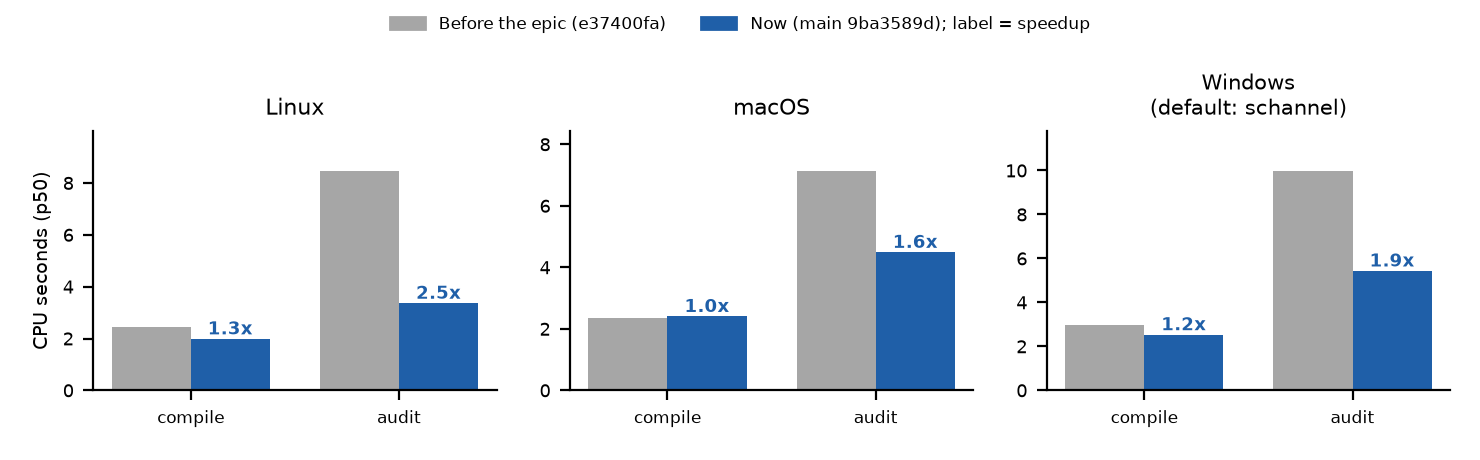 Before the epic (e37400fa)
Now (main 9ba3589d); label = speedup
Linux
CPU seconds (p50)
8
6
4
2
0
1.3x
2.5x
compile
audit
macOS
8
6
4
2
0
1.0x
1.6x
compile
audit
Windows
(default: schannel)
10
8
6
4
2
0
1.2x
1.9x
compile
audit